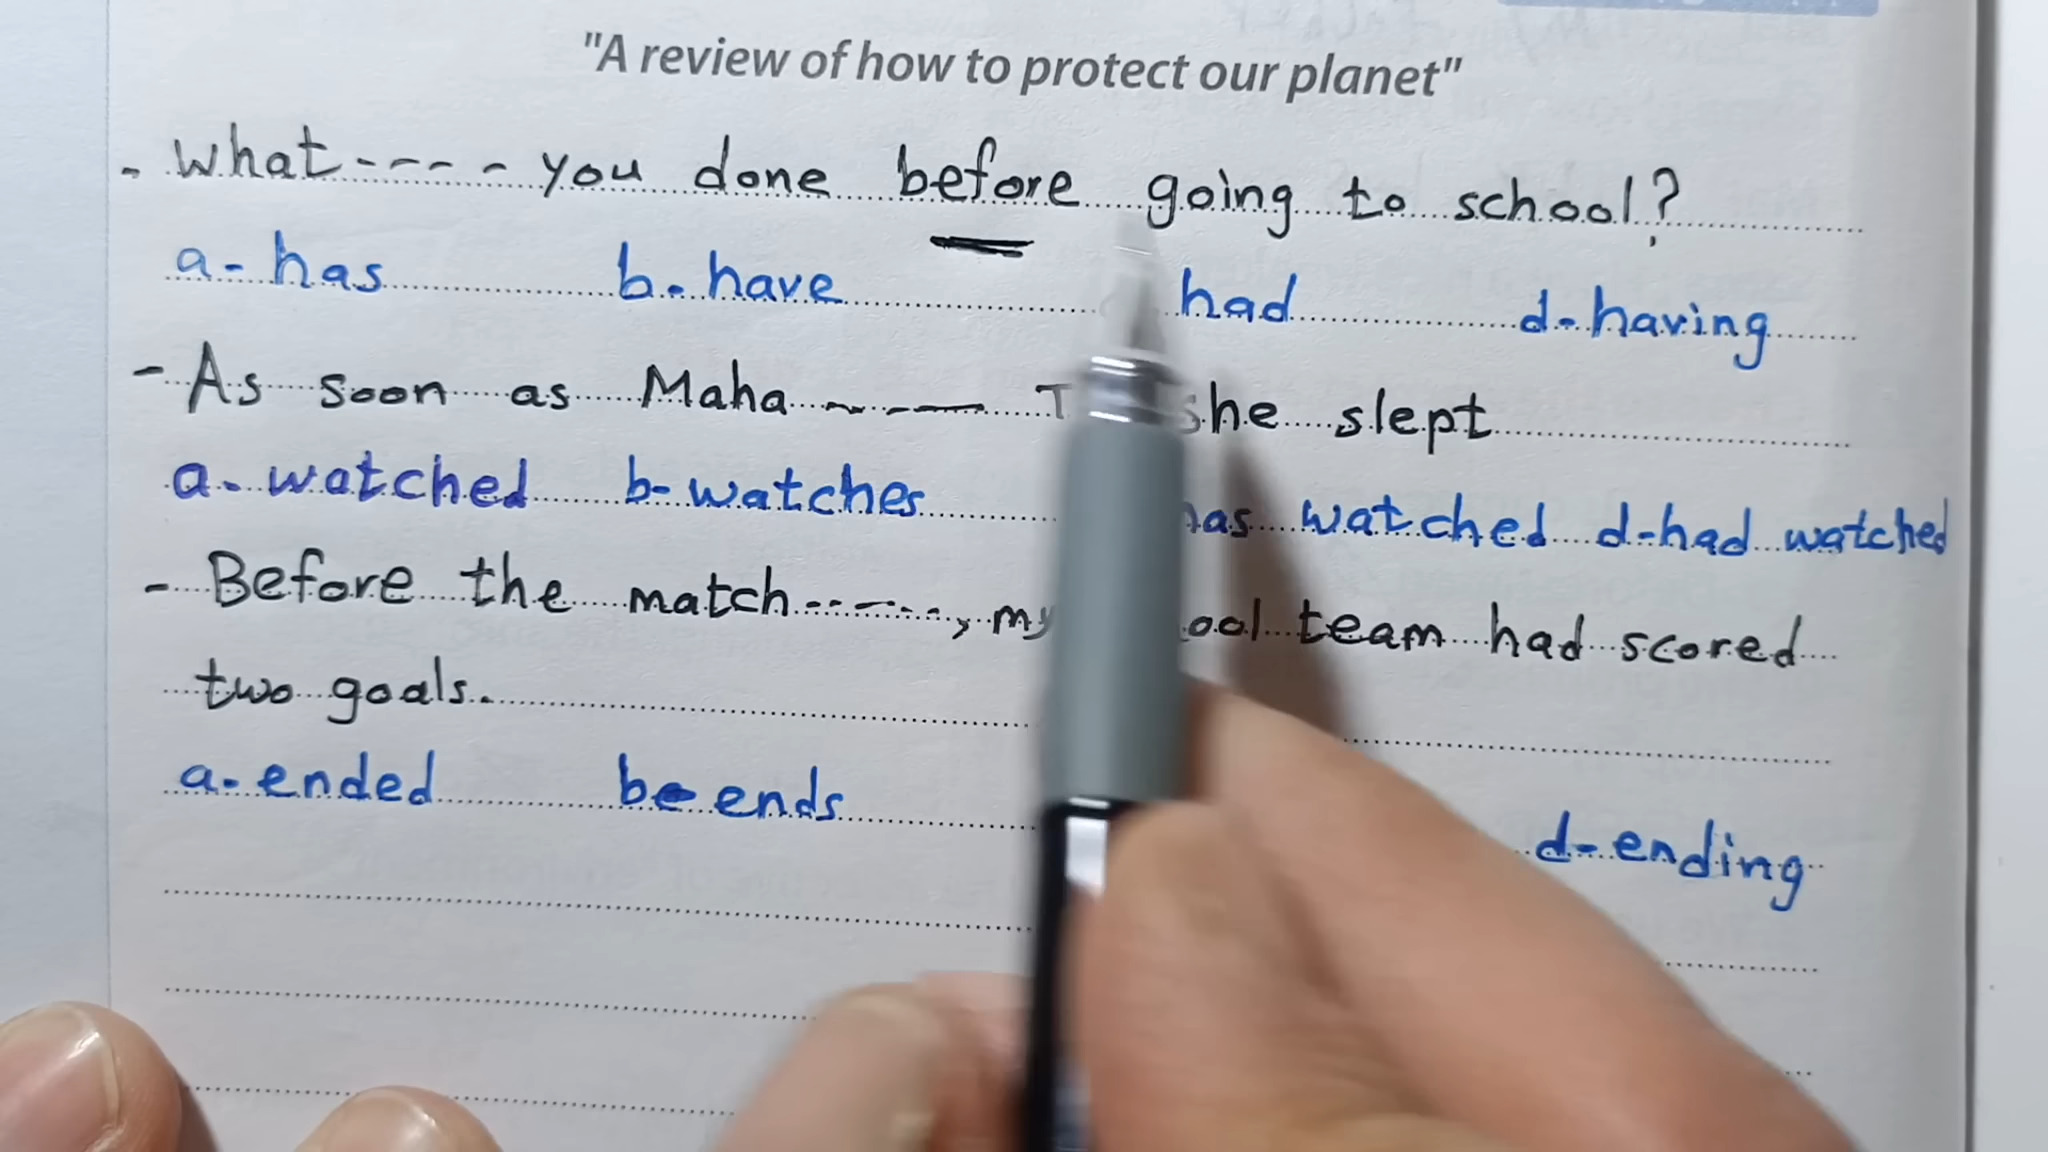 "A review of how to protect our planet"
- What ---- you done before going to school?
a- has b- have had d- having
- As soon as Maha ---- she slept
a- watched b- watches has watched d- had watched
- Before the match ------, my team had scored
two goals.
a- ended b- ends d- ending